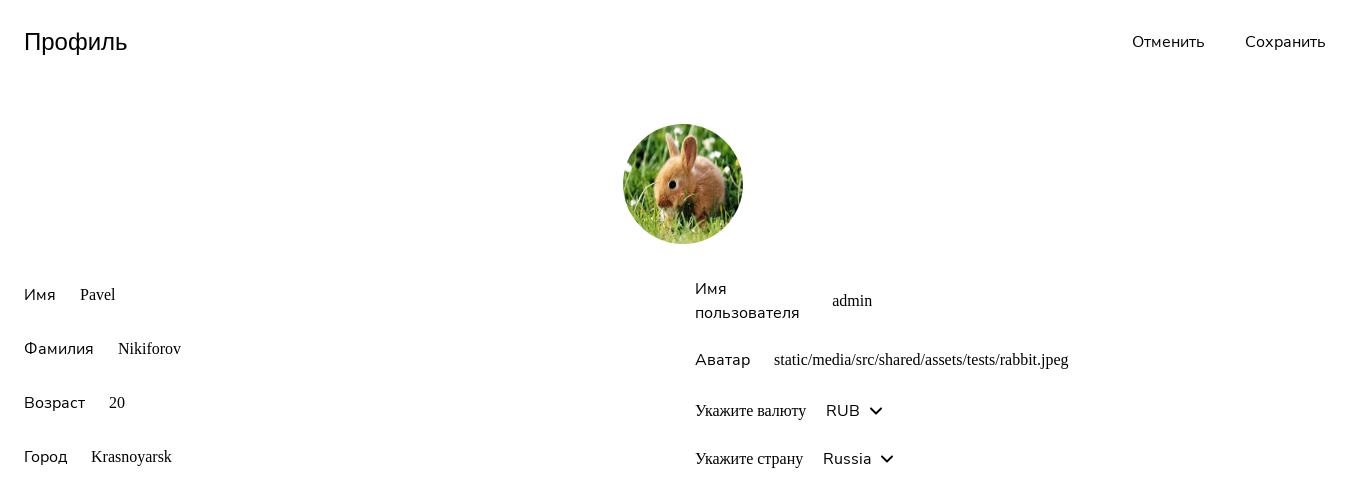 Профиль
Отменить
Сохранить
Имя Pavel
Фамилия Nikiforov
Возраст 20
Город Krasnoyarsk
Имя
пользователя
admin
Аватар static/media/src/shared/assets/tests/rabbit.jpeg
Укажите валюту RUB
Укажите страну Russia